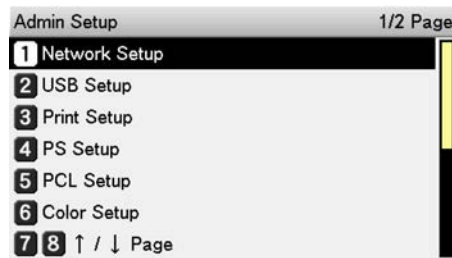 Admin Setup 1/2 Page
1 Network Setup
2 USB Setup
3 Print Setup
4 PS Setup
5 PCL Setup
6 Color Setup
7 8 ↑ / ↓ Page